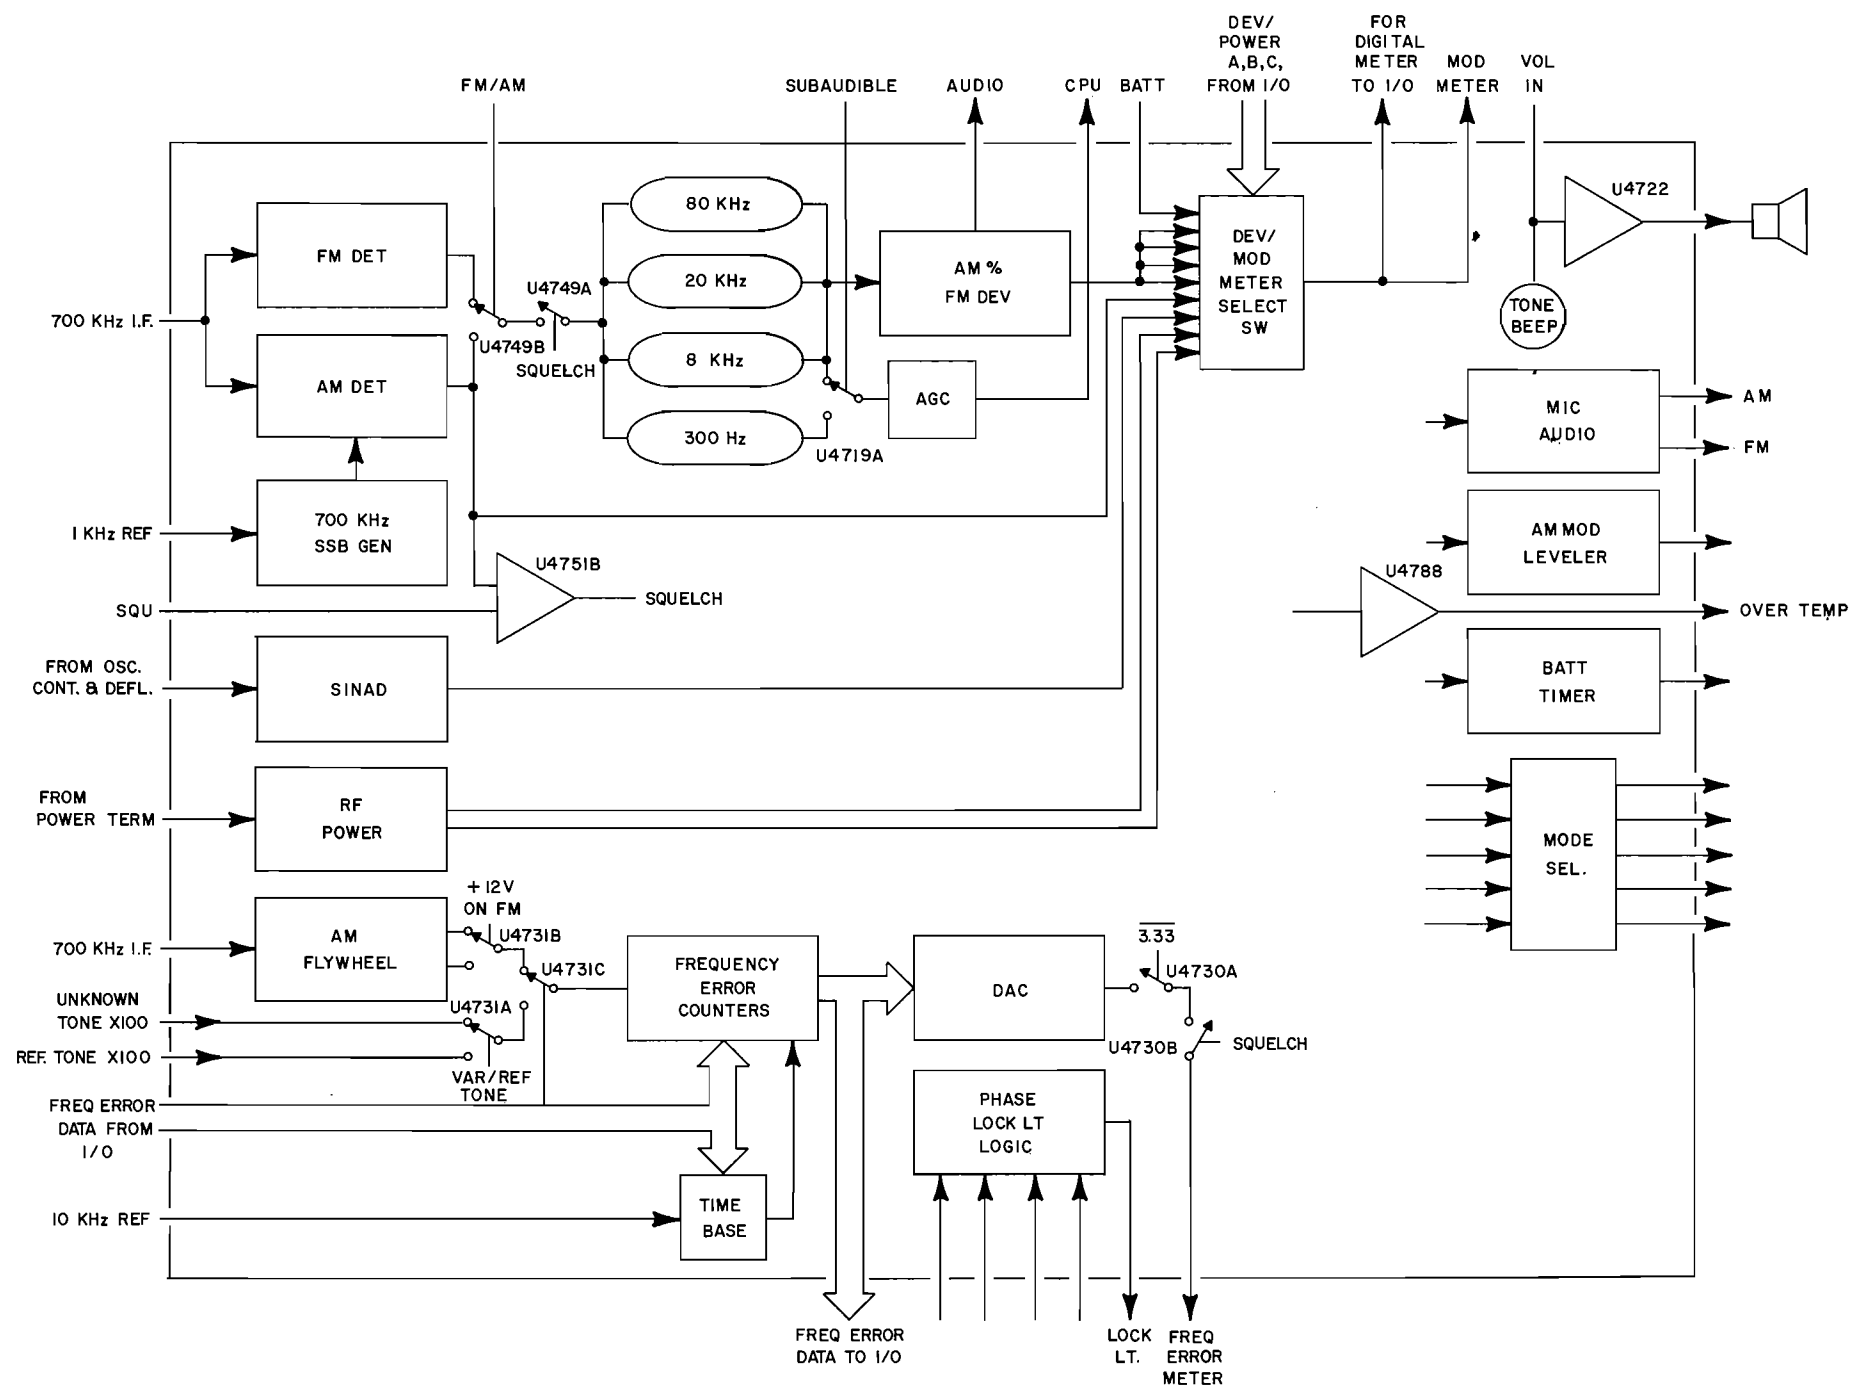 DEV/
POWER
A,B,C,
FROM I/O
FOR
DIGITAL
METER
TO I/O
MOD
METER
VOL
IN
FM/AM
SUBAUDIBLE
AUDIO
CPU
BATT
U4722
80 KHz
FM DET
20 KHz
AM %
FM DEV
DEV/
MOD
METER
SELECT
SW
TONE
BEEP
U4749A
700 KHz I.F.
U4749B
SQUELCH
8 KHz
AM DET
AGC
300 Hz
U4719A
MIC
AUDIO
AM
FM
1 KHz REF
700 KHz
SSB GEN
AM MOD
LEVELER
U4751B
SQUELCH
U4788
SQU
OVER TEMP
FROM OSC.
CONT. & DEFL.
SINAD
BATT
TIMER
FROM
POWER TERM
RF
POWER
MODE
SEL.
+12V
ON FM
U4731B
700 KHz I.F.
AM
FLYWHEEL
U4731C
FREQUENCY
ERROR
COUNTERS
DAC
3.33
U4730A
UNKNOWN
TONE X100
U4731A
REF. TONE X100
VAR/REF
TONE
U4730B
SQUELCH
FREQ ERROR
DATA FROM
I/O
PHASE
LOCK LT
LOGIC
10 KHz REF
TIME
BASE
FREQ ERROR
DATA TO I/O
LOCK
LT.
FREQ
ERROR
METER